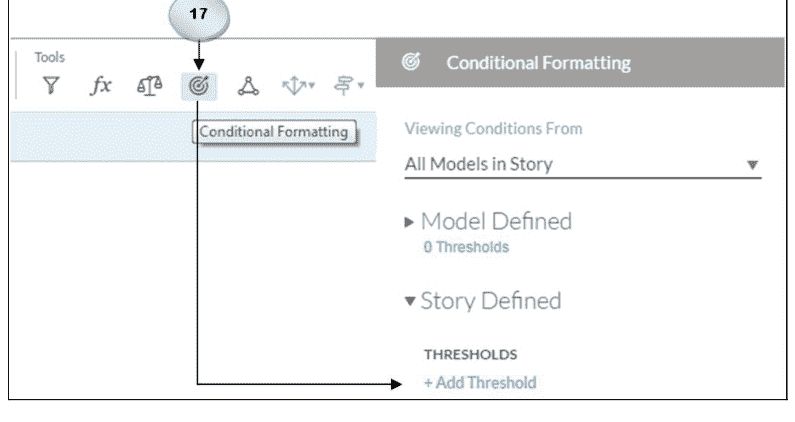 17
Tools
fx
Conditional Formatting
Conditional Formatting
Viewing Conditions From
All Models in Story
Model Defined
0 Thresholds
Story Defined
THRESHOLDS
+ Add Threshold